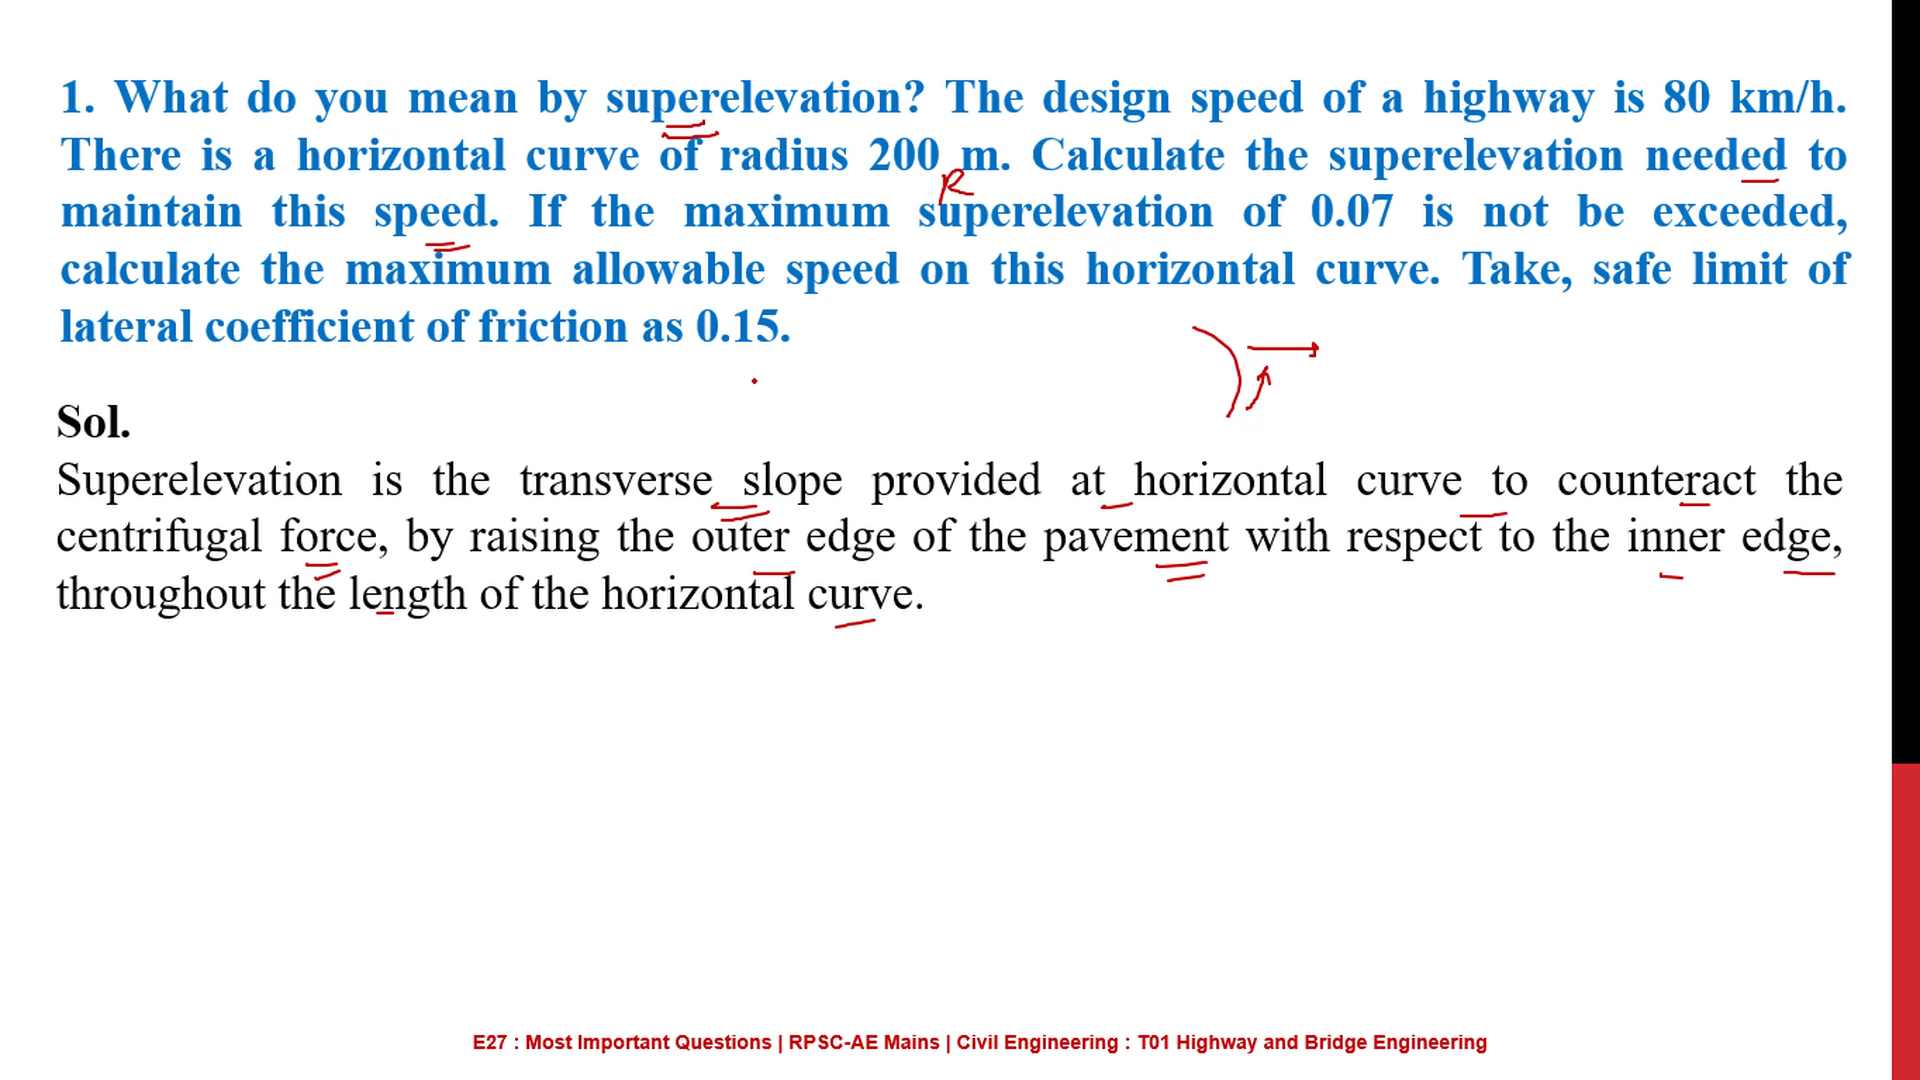 1. What do you mean by superelevation? The design speed of a highway is 80 km/h.
There is a horizontal curve of radius 200 m. Calculate the superelevation needed to
R
maintain this speed. If the maximum superelevation of 0.07 is not be exceeded,
calculate the maximum allowable speed on this horizontal curve. Take, safe limit of
lateral coefficient of friction as 0.15.
Sol.
Superelevation is the transverse slope provided at horizontal curve to counteract the
centrifugal force, by raising the outer edge of the pavement with respect to the inner edge,
throughout the length of the horizontal curve.
E27 : Most Important Questions | RPSC-AE Mains | Civil Engineering : T01 Highway and Bridge Engineering